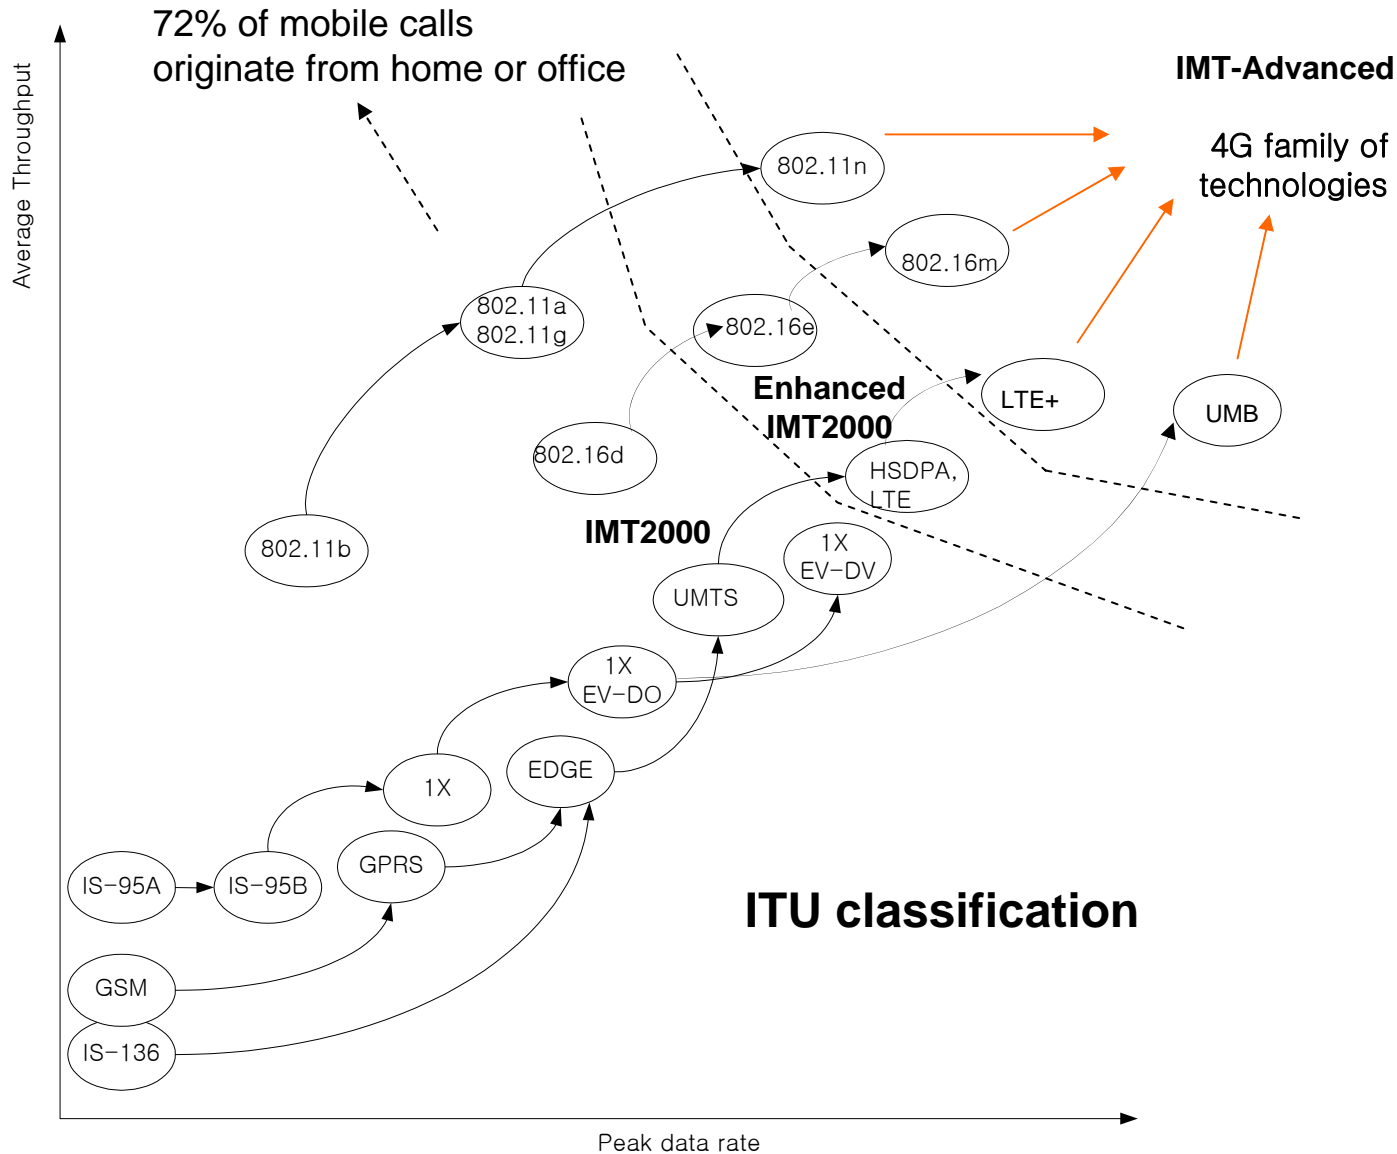 72% of mobile calls
originate from home or office
IMT-Advanced
4G family of
technologies
Average Throughput
802.11n
802.16m
802.11a
802.11g
802.16e
Enhanced
IMT2000
LTE+
UMB
802.16d
HSDPA,
LTE
IMT2000
802.11b
1X
EV-DV
UMTS
1X
EV-DO
EDGE
1X
GPRS
IS-95A
IS-95B
ITU classification
GSM
IS-136
Peak data rate